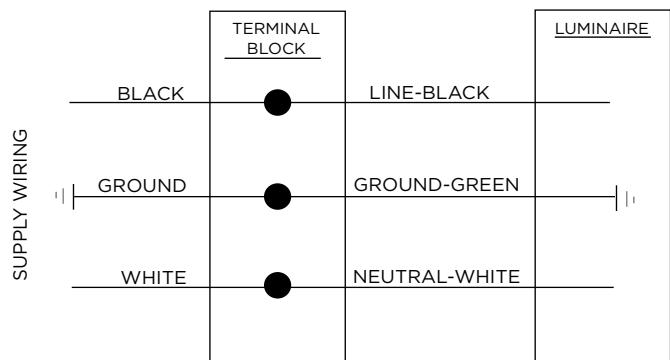 TERMINAL
BLOCK
LUMINAIRE
BLACK
LINE-BLACK
SUPPLY WIRING
GROUND
GROUND-GREEN
WHITE
NEUTRAL-WHITE